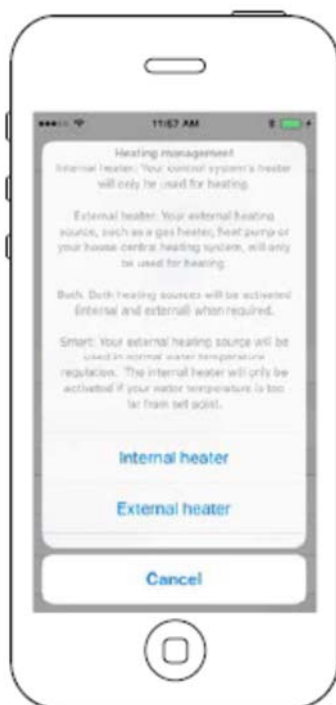 11:57 AM
Heating management
Internal heater: Your control system's heater
will only be used for heating.
External heater: Your external heating
source, such as a gas heater, heat pump or
your house central heating system, will only
be used for heating
Both: Both heating sources will be activated
(internal and external) when required.
Smart: Your external heating source will be
used in normal water temperature
regulation. The internal heater will only be
activated if your water temperature is too
far from set point.
Internal heater
External heater
Cancel